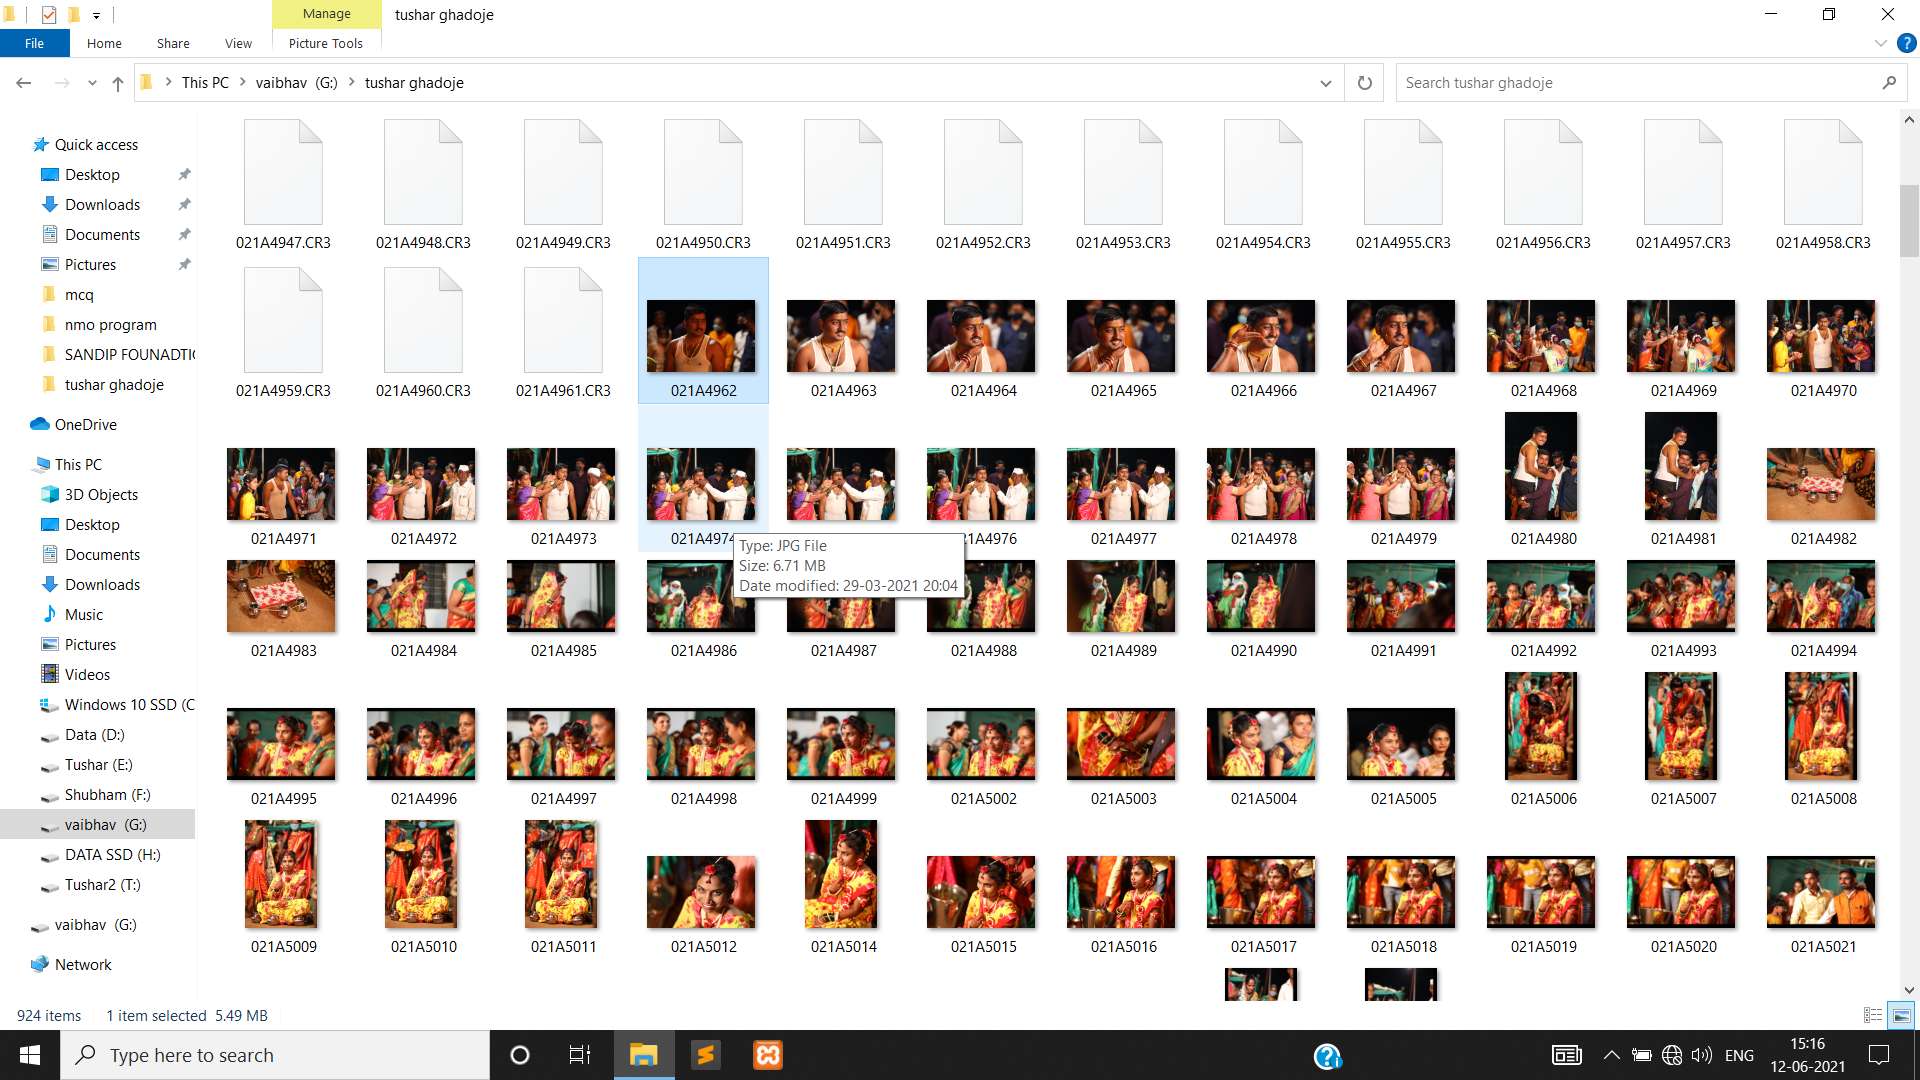 Manage
tushar ghadoje
File
Home
Share
View
Picture Tools
This PC
vaibhav (G:)
tushar ghadoje
Search tushar ghadoje
Quick access
Desktop
Downloads
Documents
Pictures
mcq
nmo program
SANDIP FOUNADTI
tushar ghadoje
OneDrive
This PC
3D Objects
Desktop
Documents
Downloads
Music
Pictures
Videos
Windows 10 SSD (C
Data (D:)
Tushar (E:)
Shubham (F:)
vaibhav (G:)
DATA SSD (H:)
Tushar2 (T:)
vaibhav (G:)
Network
021A4947.CR3 021A4948.CR3 021A4949.CR3 021A4950.CR3 021A4951.CR3 021A4952.CR3 021A4953.CR3 021A4954.CR3 021A4955.CR3 021A4956.CR3 021A4957.CR3 021A4958.CR3
021A4959.CR3 021A4960.CR3 021A4961.CR3 021A4962 021A4963 021A4964 021A4965 021A4966 021A4967 021A4968 021A4969 021A4970
021A4971 021A4972 021A4973 021A4974 1A4976 021A4977 021A4978 021A4979 021A4980 021A4981 021A4982
Type: JPG File
Size: 6.71 MB
Date modified: 29-03-2021 20:04
021A4983 021A4984 021A4985 021A4986 021A4987 021A4988 021A4989 021A4990 021A4991 021A4992 021A4993 021A4994
021A4995 021A4996 021A4997 021A4998 021A4999 021A5002 021A5003 021A5004 021A5005 021A5006 021A5007 021A5008
021A5009 021A5010 021A5011 021A5012 021A5014 021A5015 021A5016 021A5017 021A5018 021A5019 021A5020 021A5021
924 items
1 item selected 5.49 MB
Type here to search
ENG
15:16
12-06-2021